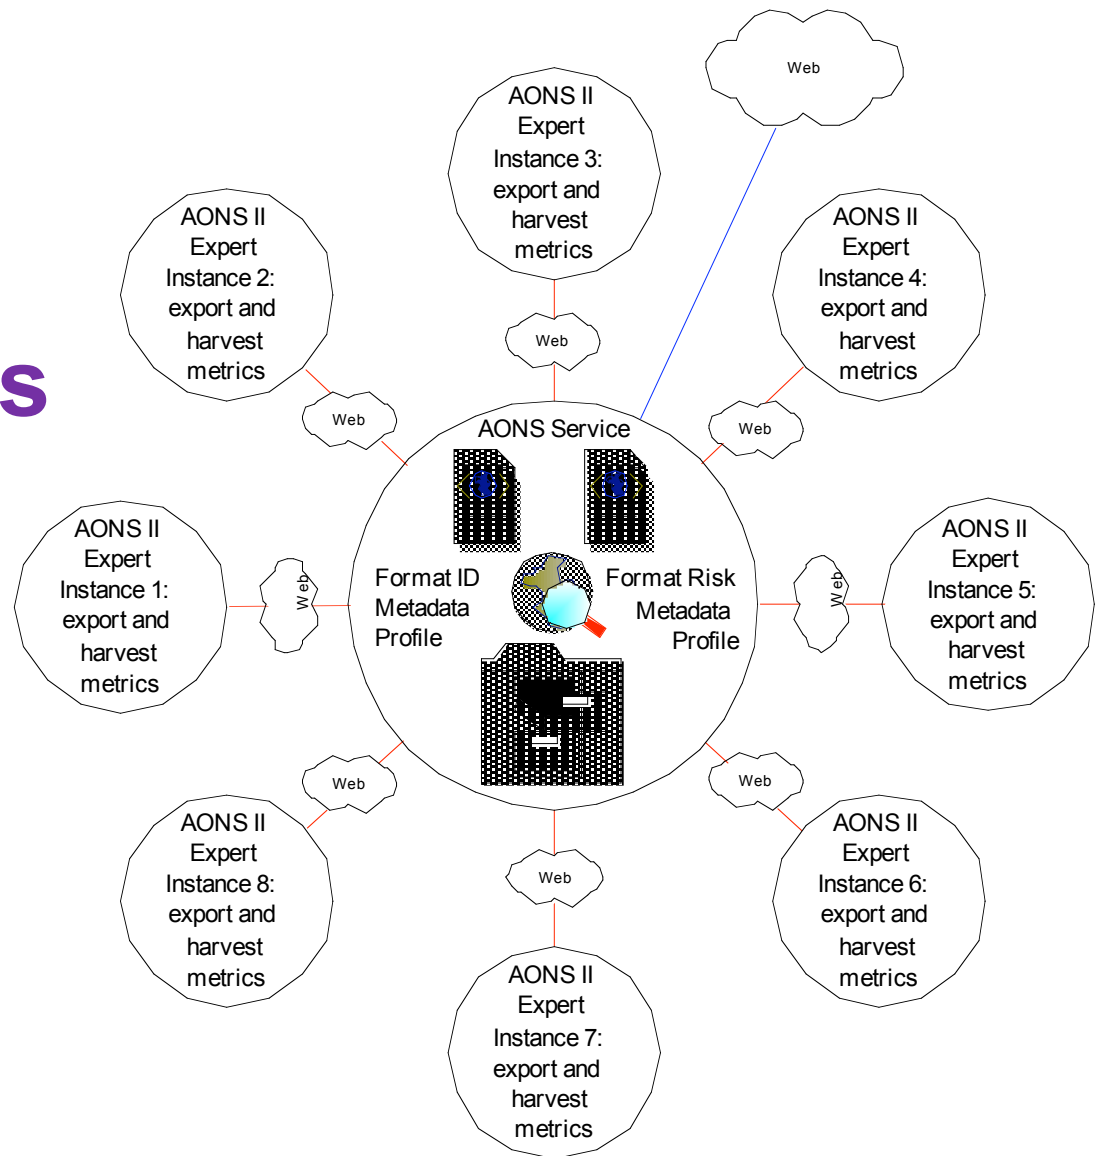 Web
AONS II
Expert
Instance 3:
export and
harvest
metrics
AONS II
Expert
Instance 2:
export and
harvest
metrics
AONS II
Expert
Instance 4:
export and
harvest
metrics
Web
s
Web
Web
AONS Service
AONS II
Expert
Instance 1:
export and
harvest
metrics
Web
Format ID
Metadata
Profile
Format Risk
Metadata
Profile
Web
AONS II
Expert
Instance 5:
export and
harvest
metrics
Web
Web
AONS II
Expert
Instance 8:
export and
harvest
metrics
Web
AONS II
Expert
Instance 6:
export and
harvest
metrics
AONS II
Expert
Instance 7:
export and
harvest
metrics